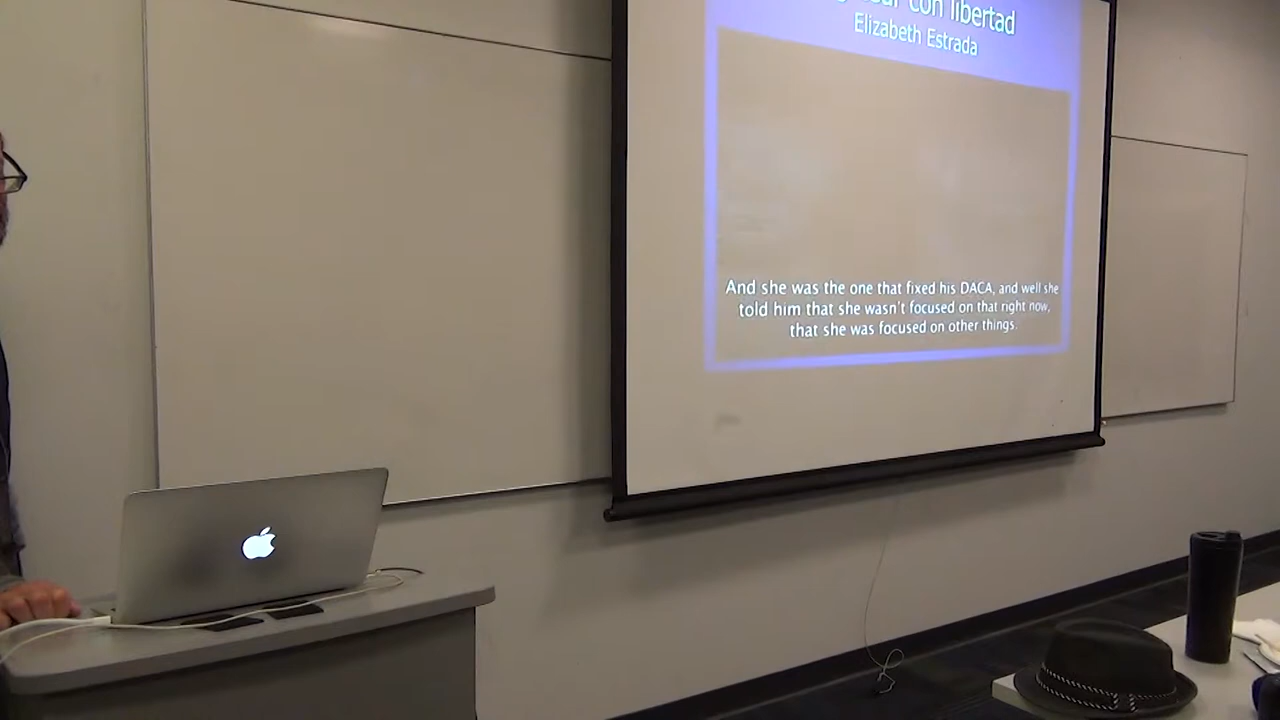 con libertad
Elizabeth Estrada
And she was the one that fixed his DACA, and well she
told him that she wasn't focused on that right now,
that she was focused on other things.